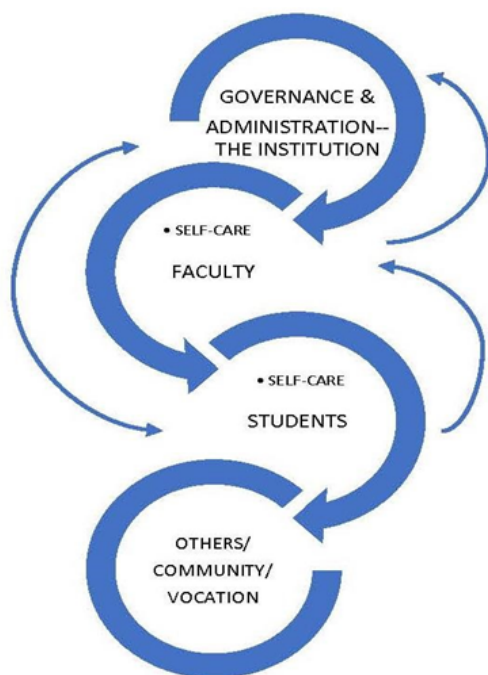 GOVERNANCE &
ADMINISTRATION--
THE INSTITUTION
• SELF-CARE
FACULTY
• SELF-CARE
STUDENTS
OTHERS/
COMMUNITY/
VOCATION